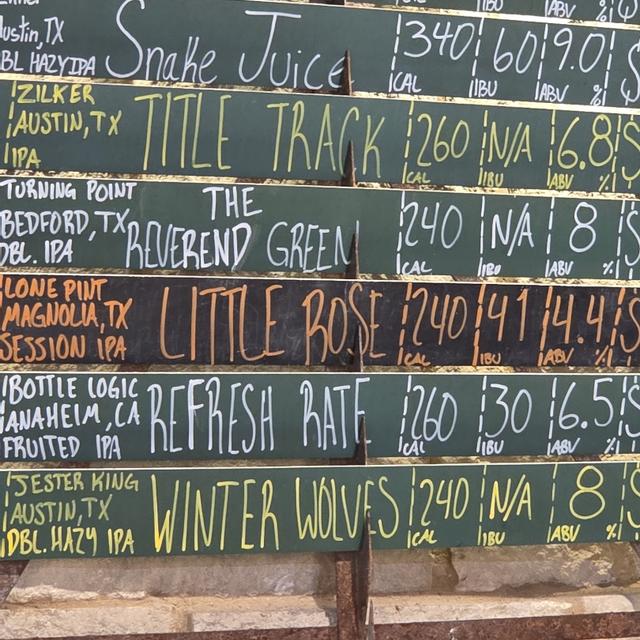 ABV %
Austin, TX
DBL HAZY IPA
Snake Juice
340 CAL
60 IBU
9.0 ABV %
ZILKER
AUSTIN, TX
IPA
TITLE TRACK
260 CAL
N/A IBU
6.8 ABV %
TURNING POINT
BEDFORD, TX
DBL. IPA
THE
REVEREND GREEN
240 CAL
N/A IBU
8 ABV %
LONE PINT
MAGNOLIA, TX
SESSION IPA
LITTLE ROSE
240 CAL
41 IBU
4.4 ABV %
BOTTLE LOGIC
ANAHEIM, CA
FRUITED IPA
REFRESH RATE
260 CAL
30 IBU
6.5 ABV %
JESTER KING
AUSTIN, TX
DBL. HAZY IPA
WINTER WOLVES
240 CAL
N/A IBU
8 ABV %